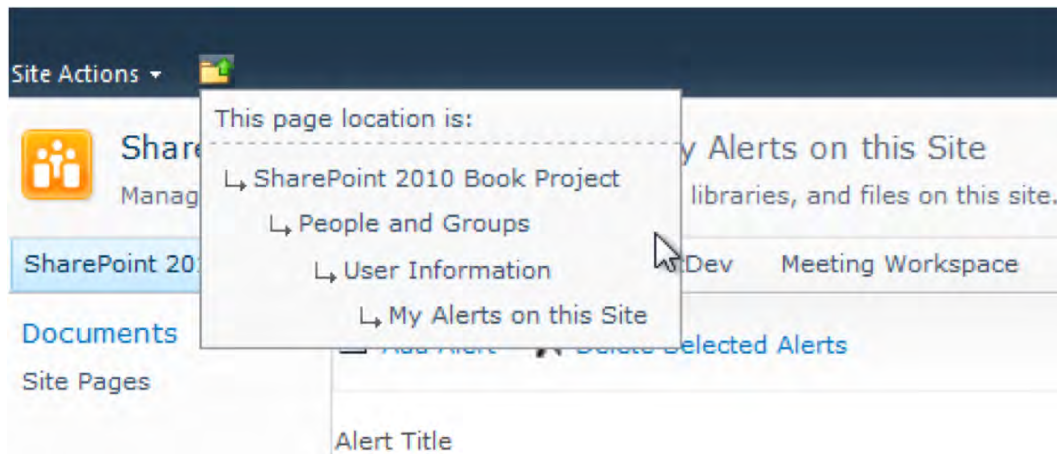 Site Actions
This page location is:
SharePoint 2010 Book Project
People and Groups
User Information
My Alerts on this Site
Share
y Alerts on this Site
Manag
libraries, and files on this site.
SharePoint 20
Dev
Meeting Workspace
Documents
Site Pages
Add Alert
Delete Selected Alerts
Alert Title